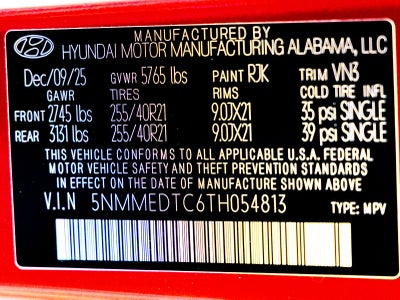 MANUFACTURED BY
HYUNDAI MOTOR MANUFACTURING ALABAMA, LLC
Dec/09/25 GVWR 5765 lbs PAINT RJK TRIM VN3
GAWR TIRES RIMS COLD TIRE INFL
FRONT 2745 lbs 255/40R21 9.0JX21 35 psi SINGLE
REAR 3131 lbs 255/40R21 9.0JX21 39 psi SINGLE
THIS VEHICLE CONFORMS TO ALL APPLICABLE U.S.A. FEDERAL
MOTOR VEHICLE SAFETY AND THEFT PREVENTION STANDARDS
IN EFFECT ON THE DATE OF MANUFACTURE SHOWN ABOVE.
V.I.N 5NMMEDTC6TH054813 TYPE: MPV